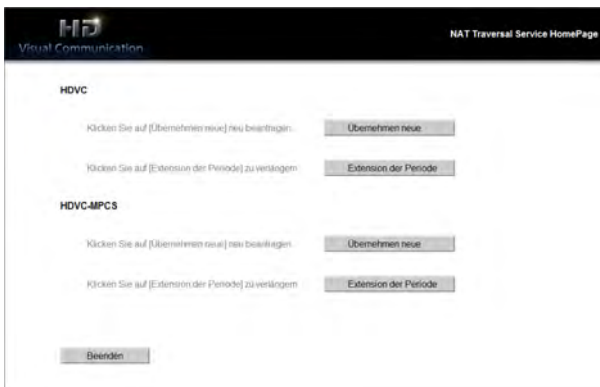 HD
Visual Communication
NAT Traversal Service HomePage
HDVC
Klicken Sie auf [Übernehmen neue] neu beantragen.
Übernehmen neue
Klicken Sie auf [Extension der Periode] zu verlängern
Extension der Periode
HDVC-MPCS
Klicken Sie auf [Übernehmen neue] neu beantragen.
Übernehmen neue
Klicken Sie auf [Extension der Periode] zu verlängern
Extension der Periode
Beenden